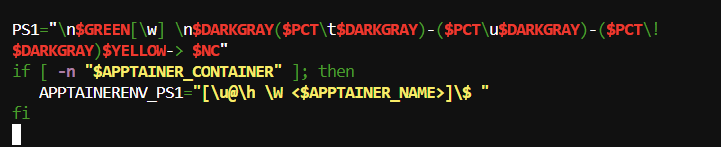 PS1="\n$GREEN[\w] \n$DARKGRAY($PCT\t$DARKGRAY)-($PCT\u$DARKGRAY)-($PCT\!
$DARKGRAY)$YELLOW-> $NC"
if [ -n "$APPTAINER_CONTAINER" ]; then
   APPTAINERENV_PS1="[\u@\h \W <$APPTAINER_NAME>]\$ "
fi